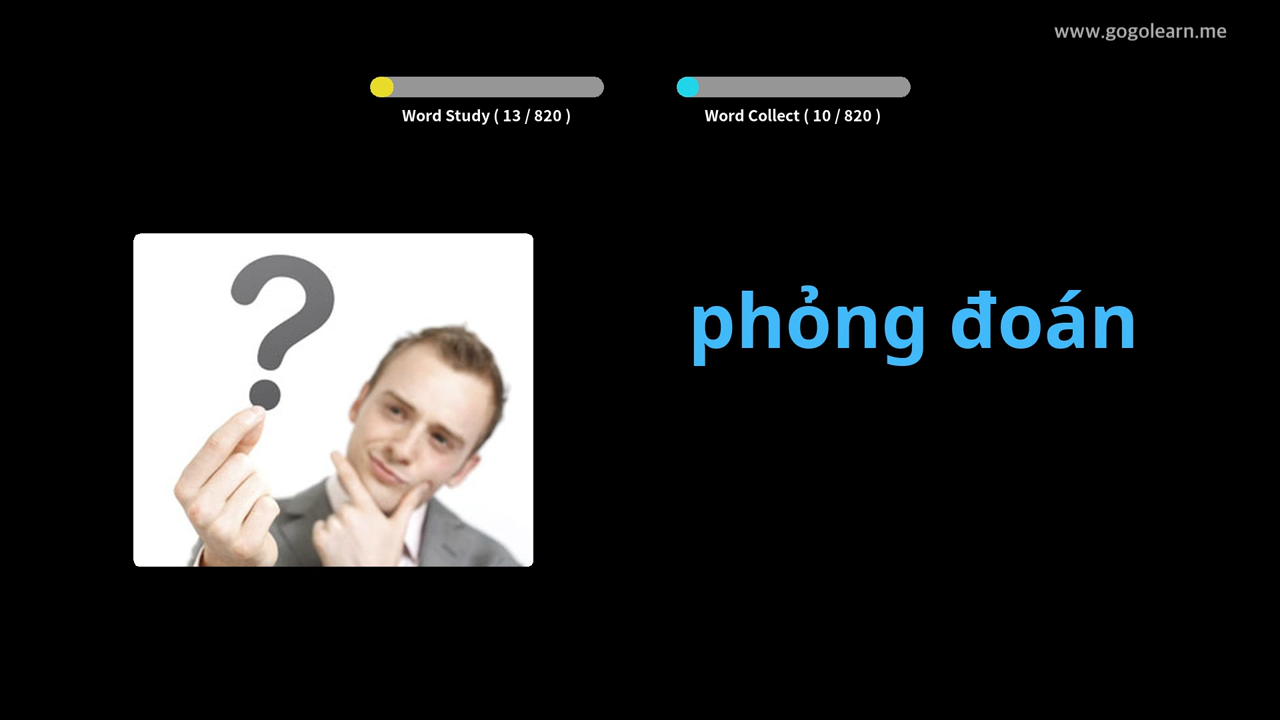 www.gogolearn.me
Word Study ( 13 / 820 )
Word Collect ( 10 / 820 )
?
phỏng đoán